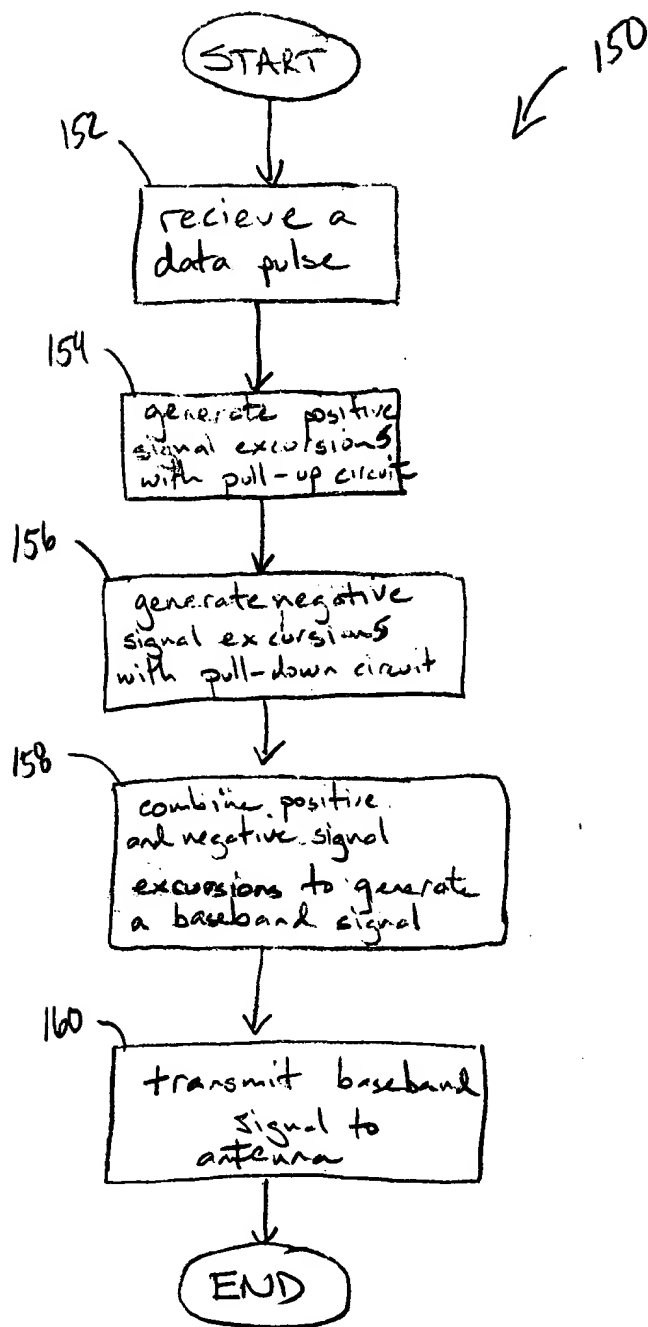 START
150
152
recieve a
data pulse
154
generate positive
signal excursions
with pull-up circuit
156
generate negative
signal excursions
with pull-down circuit
158
combine positive
and negative signal
excursions to generate
a baseband signal
160
transmit baseband
signal to
antenna
END